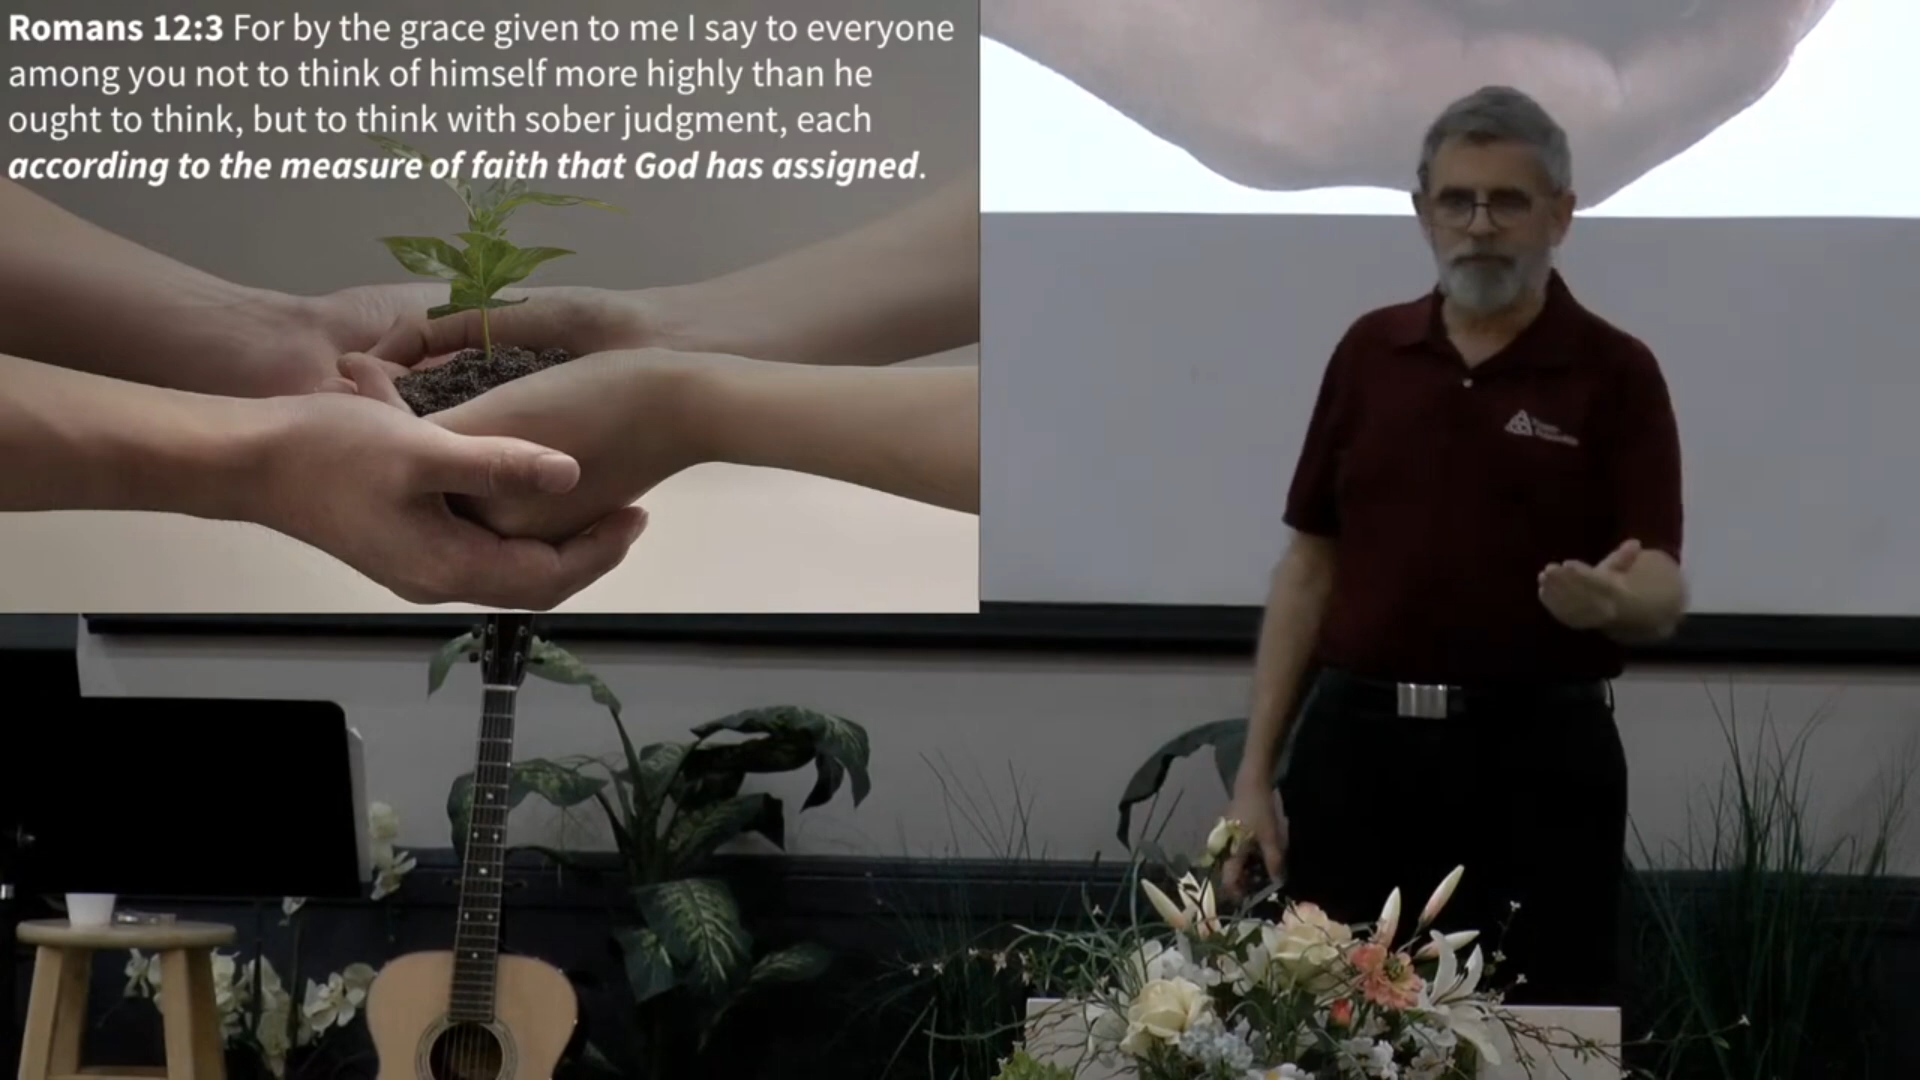 Romans 12:3 For by the grace given to me I say to everyone
among you not to think of himself more highly than he
ought to think, but to think with sober judgment, each
according to the measure of faith that God has assigned.